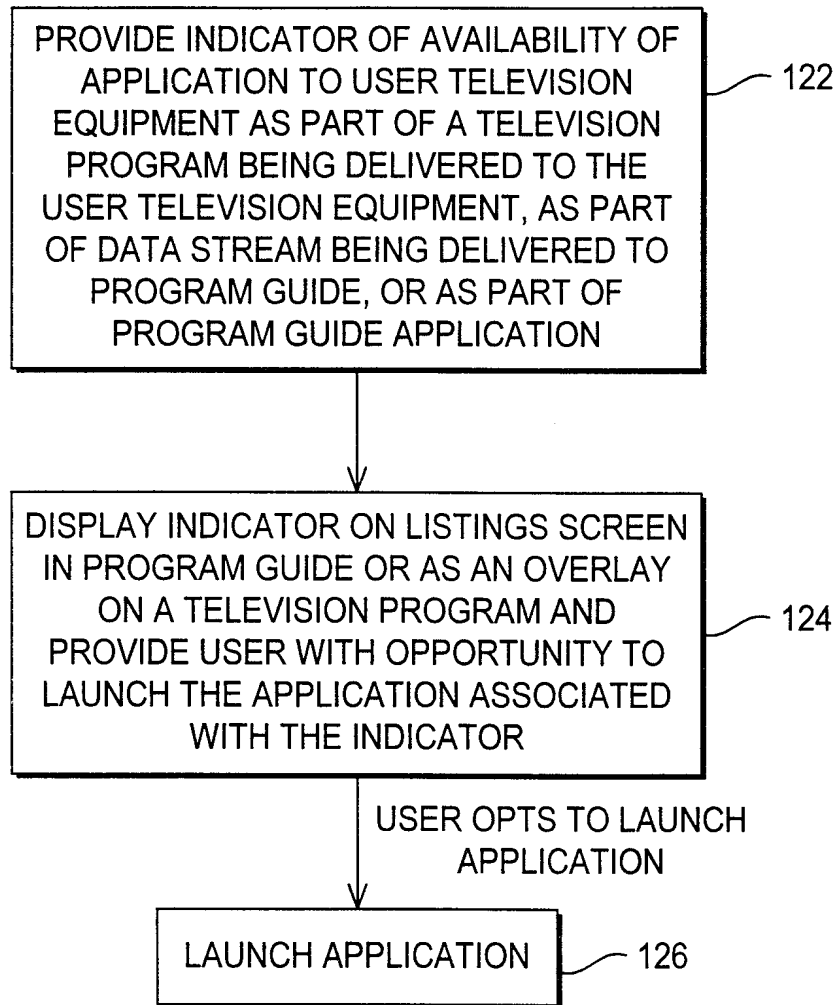 PROVIDE INDICATOR OF AVAILABILITY OF
APPLICATION TO USER TELEVISION
EQUIPMENT AS PART OF A TELEVISION
PROGRAM BEING DELIVERED TO THE
USER TELEVISION EQUIPMENT, AS PART
OF DATA STREAM BEING DELIVERED TO
PROGRAM GUIDE, OR AS PART OF
PROGRAM GUIDE APPLICATION
122
DISPLAY INDICATOR ON LISTINGS SCREEN
IN PROGRAM GUIDE OR AS AN OVERLAY
ON A TELEVISION PROGRAM AND
PROVIDE USER WITH OPPORTUNITY TO
LAUNCH THE APPLICATION ASSOCIATED
WITH THE INDICATOR
124
USER OPTS TO LAUNCH
APPLICATION
LAUNCH APPLICATION
126